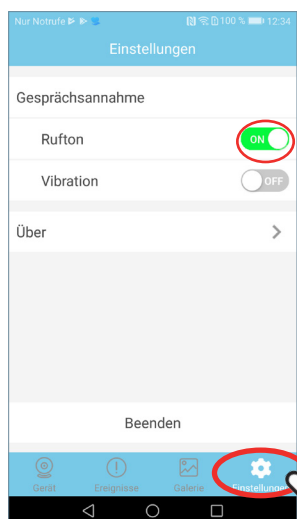 Nur Notrufe 100 % 12:34
Einstellungen
Gesprächsannahme
Rufton ON
Vibration OFF
Über
Beenden
Gerät Ereignisse Galerie Einstellungen